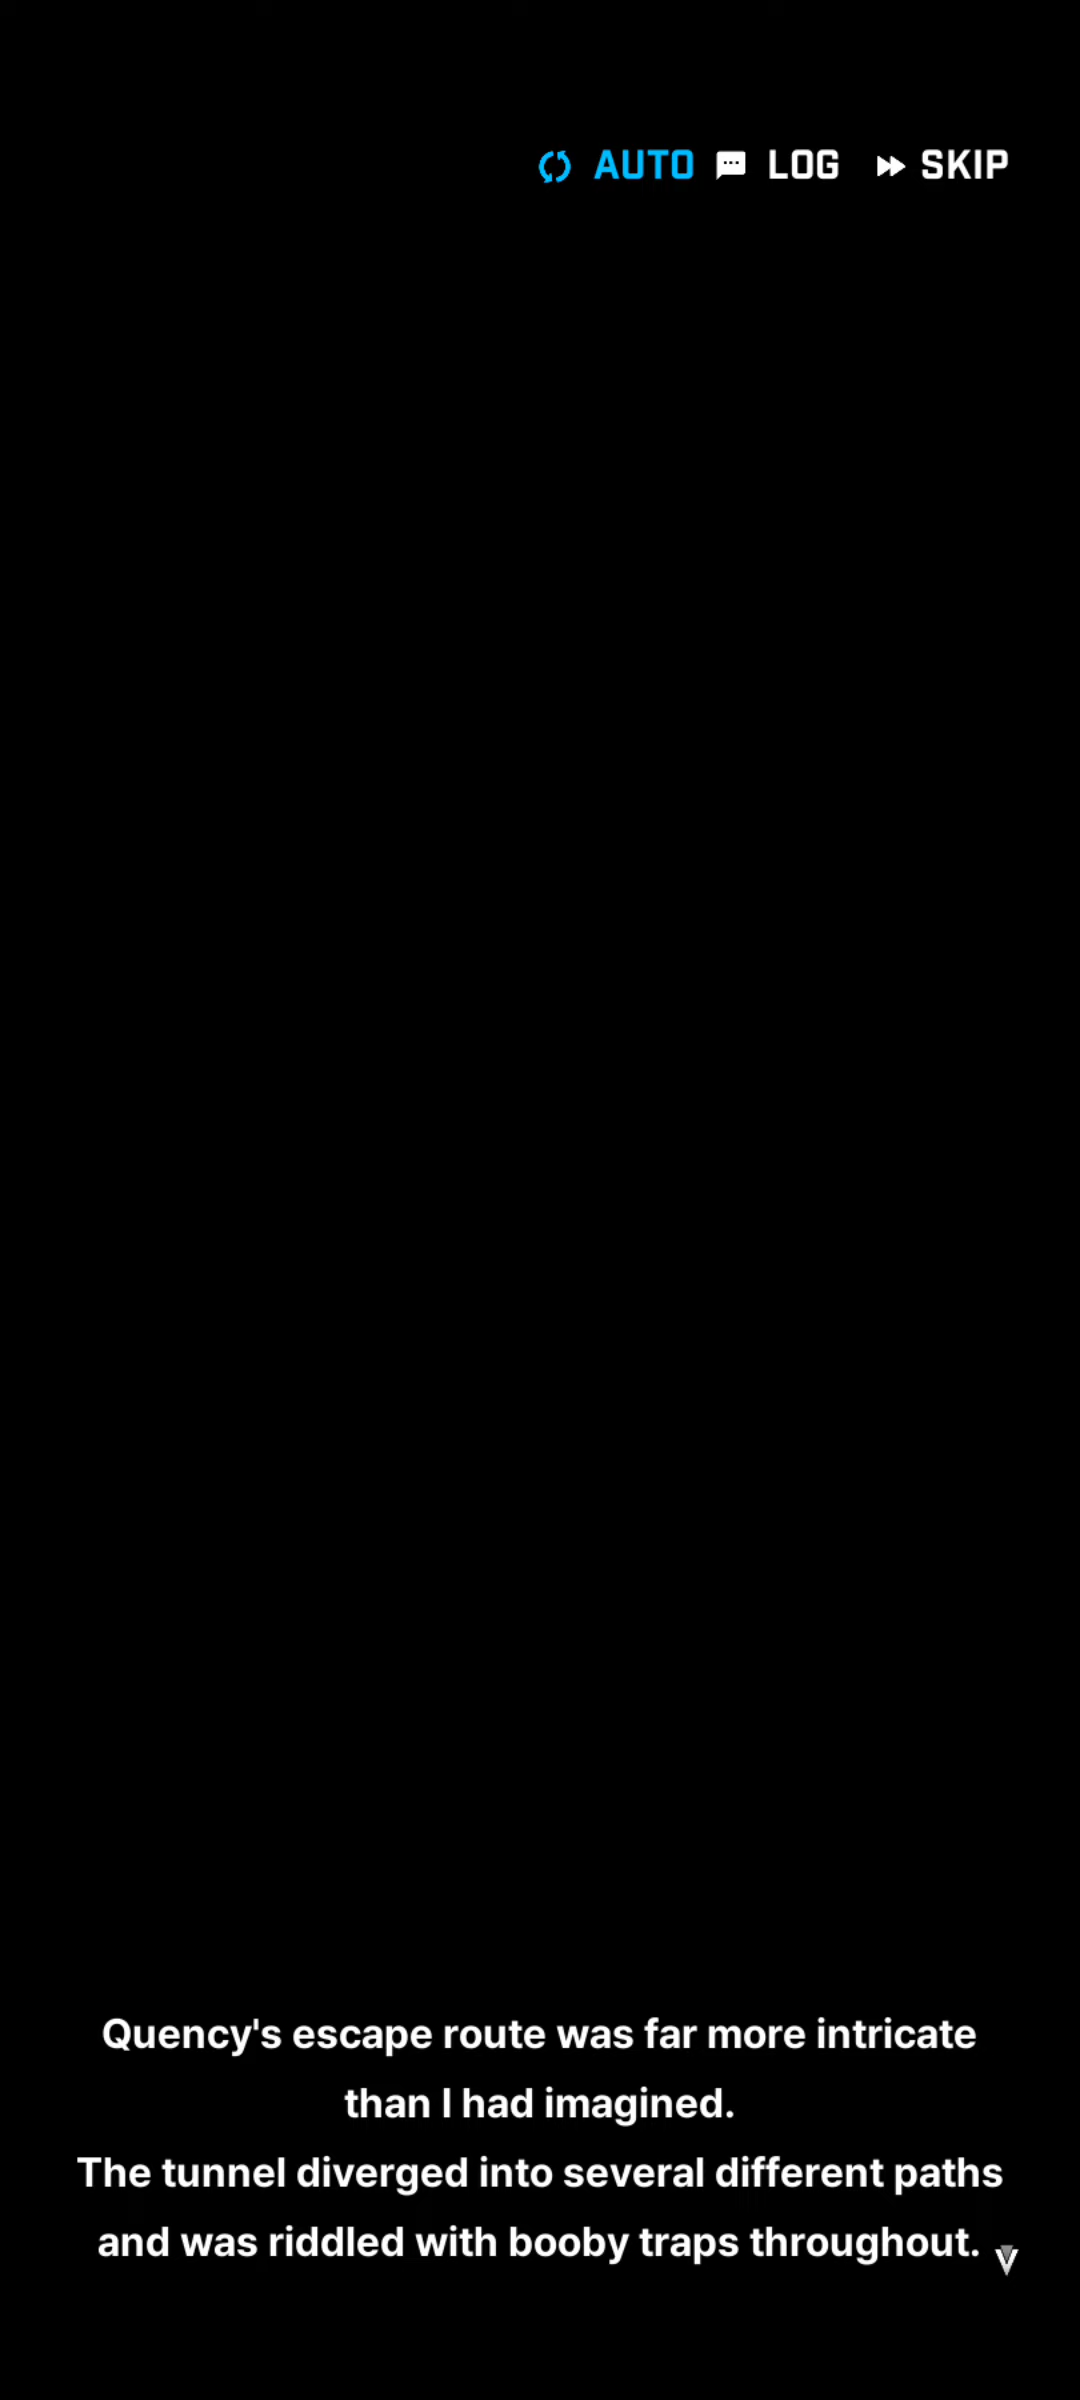 AUTO LOG SKIP
Quency's escape route was far more intricate
than I had imagined.
The tunnel diverged into several different paths
and was riddled with booby traps throughout.